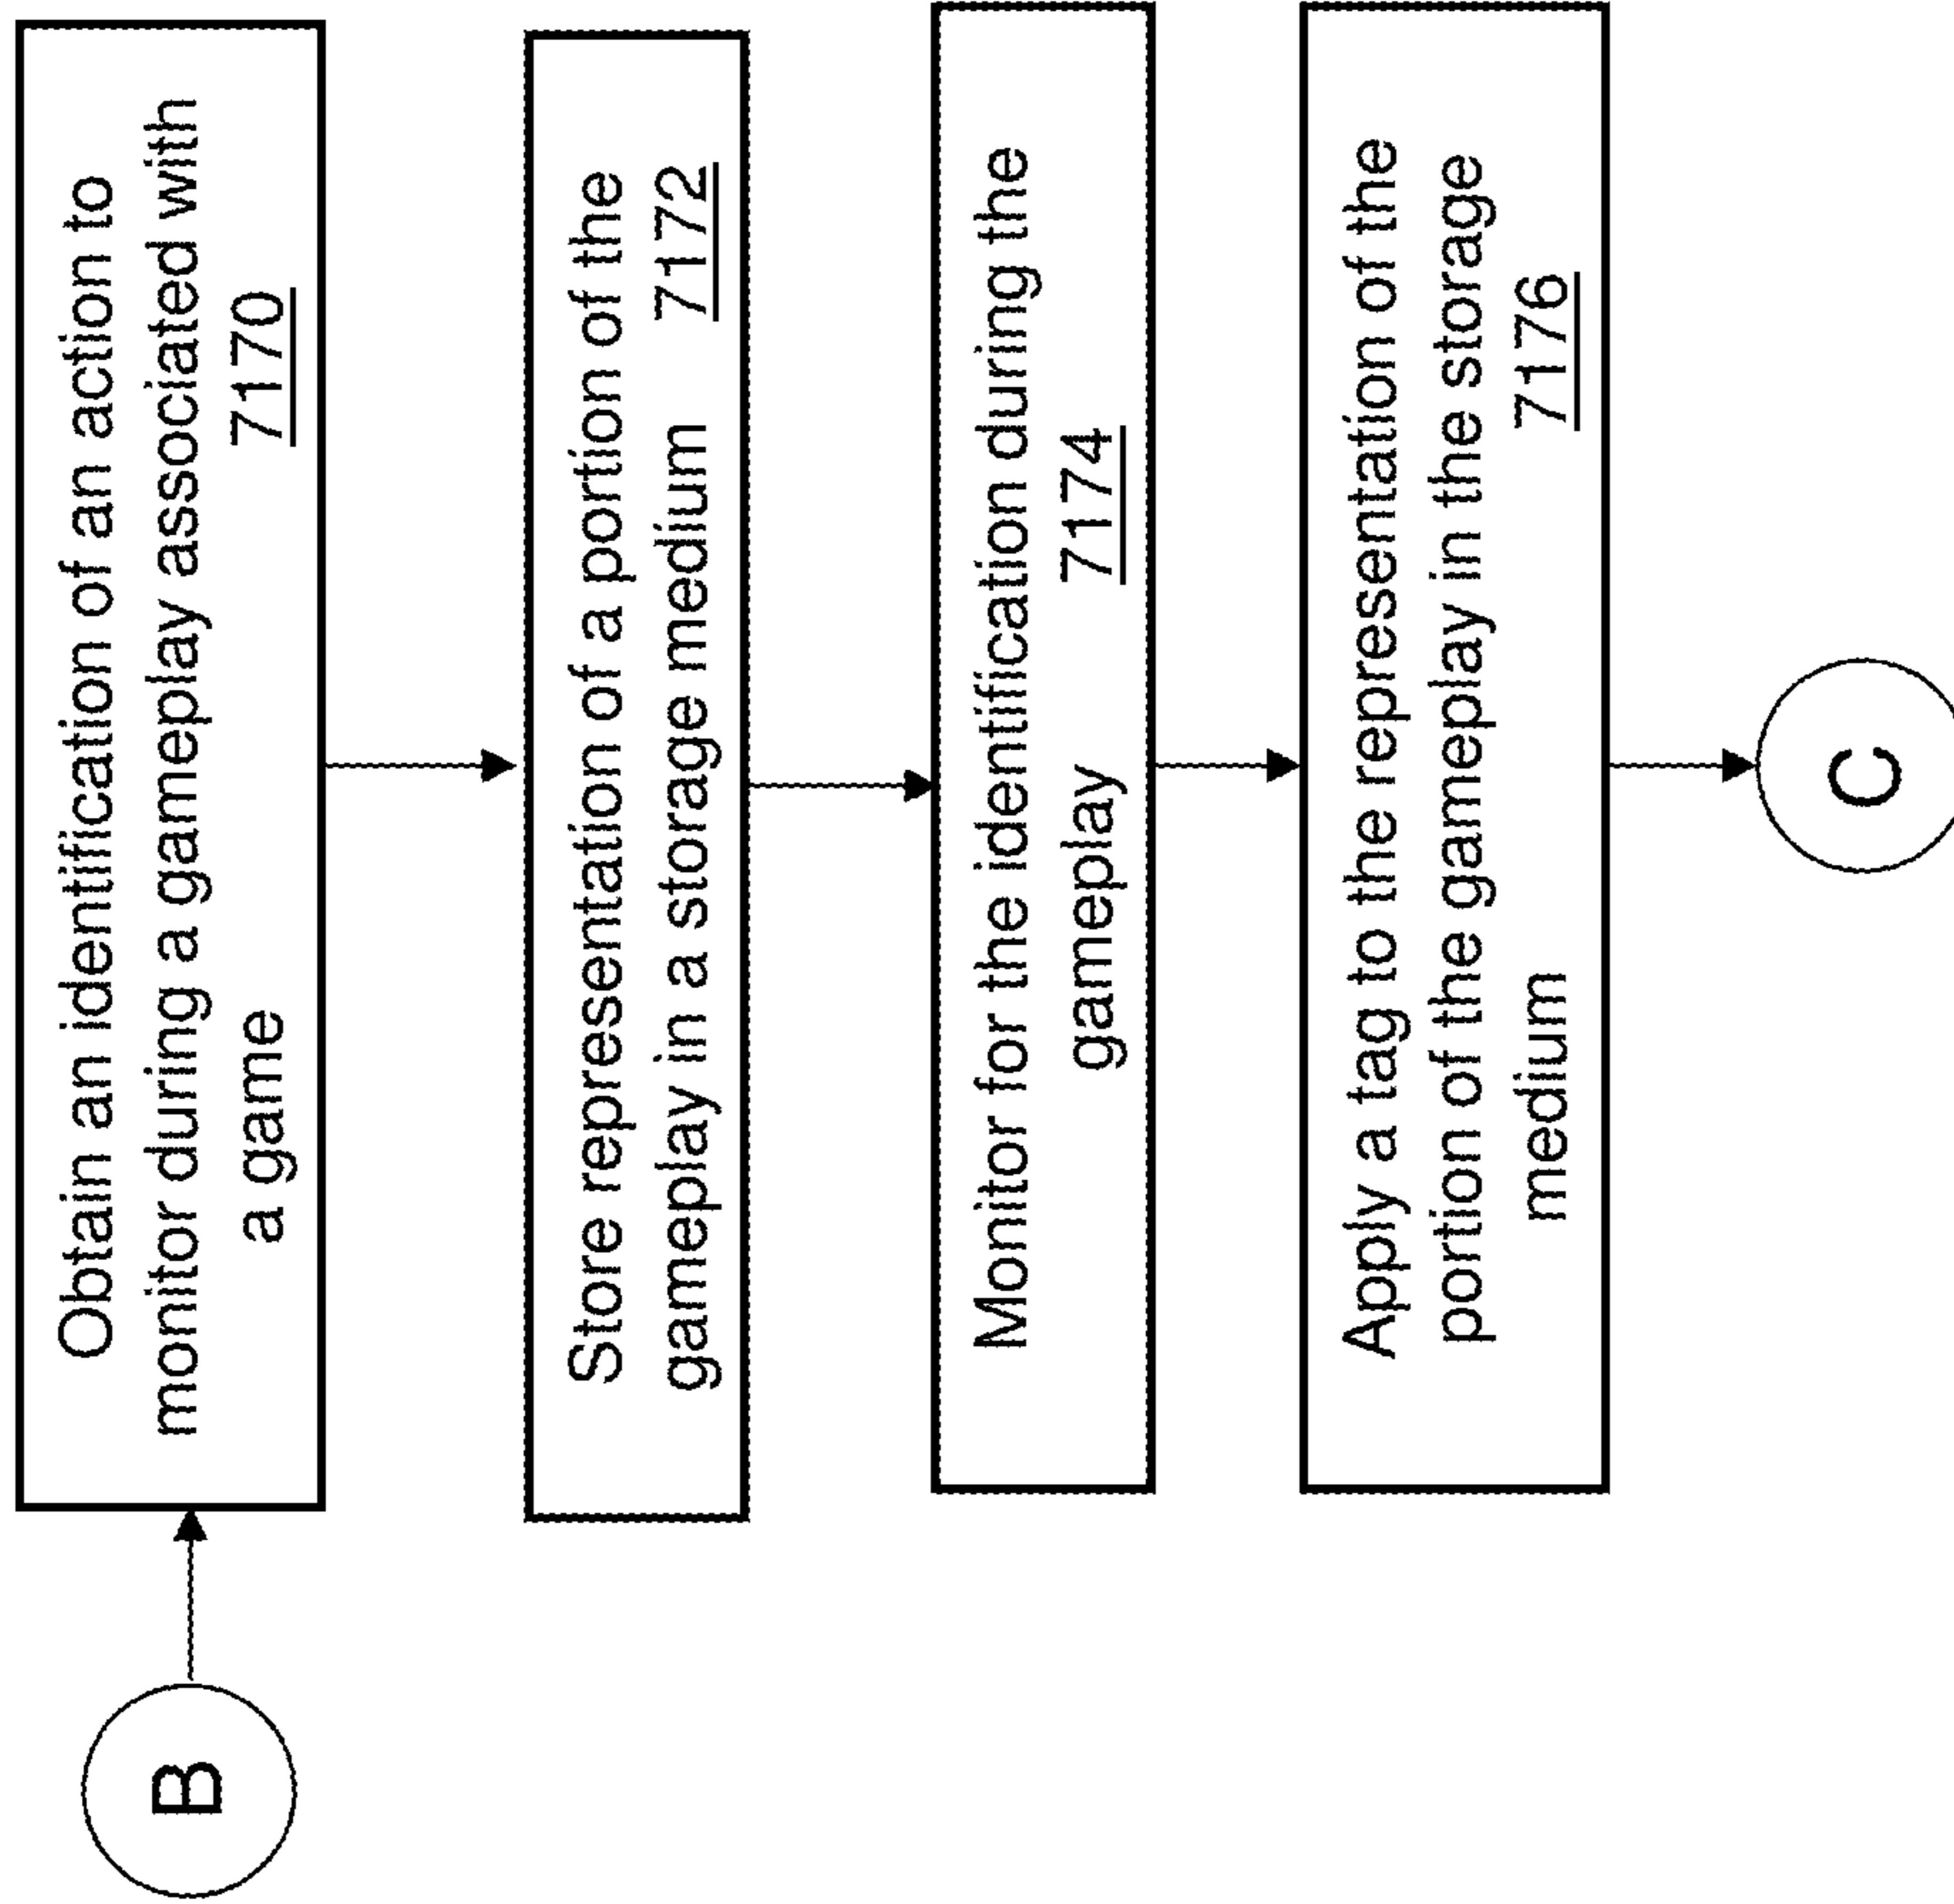 B
Obtain an identification of an action to
monitor during a gameplay associated with
a game 7170
Store representation of a portion of the
gameplay in a storage medium 7172
Monitor for the identification during the
gameplay 7174
Apply a tag to the representation of the
portion of the gameplay in the storage
medium 7176
C